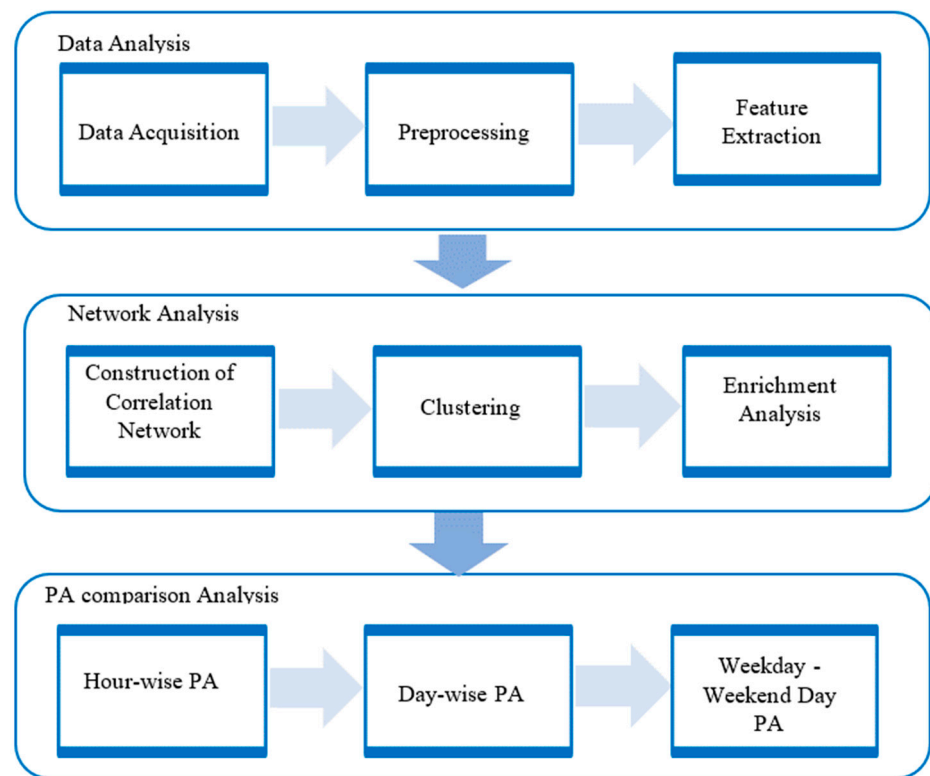 Data Analysis
Data Acquisition
Preprocessing
Feature
Extraction
Network Analysis
Construction of
Correlation
Network
Clustering
Enrichment
Analysis
PA comparison Analysis
Hour-wise PA
Day-wise PA
Weekday -
Weekend Day
PA